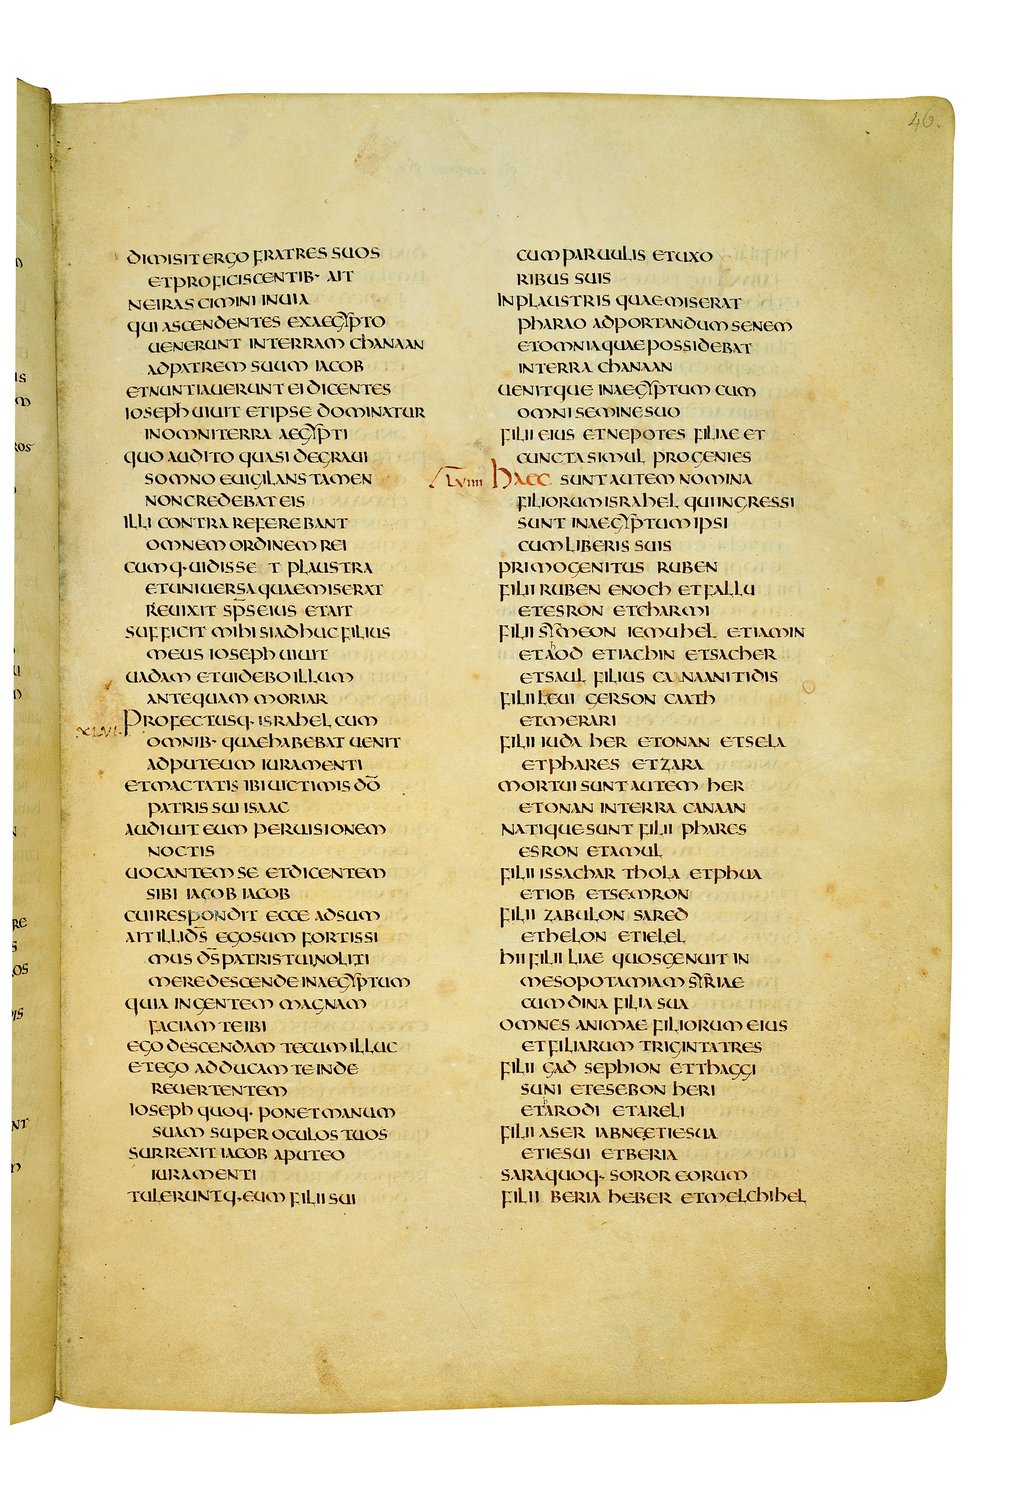 46.
DIMISIT ERGO FRATRES SUOS
ET PROFICISCENTIB· AIT
NE IRASCIMINI IN UIA
QUI ASCENDENTES EX AEGYPTO
UENERUNT IN TERRAM CHANAAN
AD PATREM SUUM IACOB
ET NUNTIAUERUNT EI DICENTES
IOSEPH UIUIT ET IPSE DOMINATUR
IN OMNI TERRA AEGYPTI
QUO AUDITO QUASI DE GRAUI
SOMNO EUIGILANS TAMEN
NON CREDEBAT EIS
ILLI CONTRA REFEREBANT
OMNEM ORDINEM REI
CUMQ· UIDISSET PLAUSTRA
ET UNIUERSA QUAE MISERAT
REUIXIT SP̄S EIUS ET AIT
SUFFICIT MIHI SI ADHUC FILIUS
MEUS IOSEPH UIUIT
UADAM ET UIDEBO ILLUM
ANTEQUAM MORIAR
XLVI· PROFECTUSQ· ISRAHEL CUM
OMNIB· QUAE HABEBAT UENIT
AD PUTEUM IURAMENTI
ET MACTATIS IBI UICTIMIS DŌ
PATRIS SUI ISAAC
AUDIUIT EUM PER UISIONEM
NOCTIS
UOCANTEM SE ET DICENTEM
SIBI IACOB IACOB
CUI RESPONDIT ECCE ADSUM
AIT ILLI D̄S EGO SUM FORTISSI
MUS D̄S PATRIS TUI NOLI TI
MERE DESCENDE IN AEGYPTUM
QUIA IN GENTEM MAGNAM
FACIAM TE IBI
EGO DESCENDAM TECUM ILLUC
ET EGO ADDUCAM TE INDE
REUERTENTEM
IOSEPH QUOQ· PONET MANUM
SUAM SUPER OCULOS TUOS
SURREXIT IACOB A PUTEO
IURAMENTI
TULERUNTQ· EUM FILII SUI
CUM PARUULIS ET UXO
RIBUS SUIS
IN PLAUSTRIS QUAE MISERAT
PHARAO AD PORTANDUM SENEM
ET OMNIA QUAE POSSIDEBAT
IN TERRA CHANAAN
UENITQUE IN AEGYPTUM CUM
OMNI SEMINE SUO
FILII EIUS ET NEPOTES FILIAE ET
CUNCTA SIMUL PROGENIES
LVIIII HAEC SUNT AUTEM NOMINA
FILIORUM ISRAHEL QUI INGRESSI
SUNT IN AEGYPTUM IPSI
CUM LIBERIS SUIS
PRIMOGENITUS RUBEN
FILII RUBEN ENOCH ET FALLU
ET ESRON ET CHARMI
FILII SYMEON IEMUHEL ET IAMIN
ET AhOD ET IACHIN ET SACHER
ET SAUL FILIUS CANAANITIDIS
FILII LEUI GERSON CAATH
ET MERARI
FILII IUDA HER ET ONAN ET SELA
ET PHARES ET ZARA
MORTUI SUNT AUTEM HER
ET ONAN IN TERRA CANAAN
NATIQUE SUNT FILII PHARES
ESRON ET AMUL
FILII ISSACHAR THOLA ET PHUA
ET IOB ET SEMRON
FILII ZABULON SARED
ET HELON ET IELEL
HII FILII LIAE QUOS GENUIT IN
MESOPOTAMIAM SYRIAE
CUM DINA FILIA SUA
OMNES ANIMAE FILIORUM EIUS
ET FILIARUM TRIGINTA TRES
FILII GAD SEPHION ET THAGGI
SUNI ET ESEBON HERI
ET ARODI ET ARELI
FILII ASER IABNE ET IESUA
ET IESUI ET BERIA
SARA QUOQ· SOROR EORUM
FILII BERIA HEBER ET MELCHIHEL